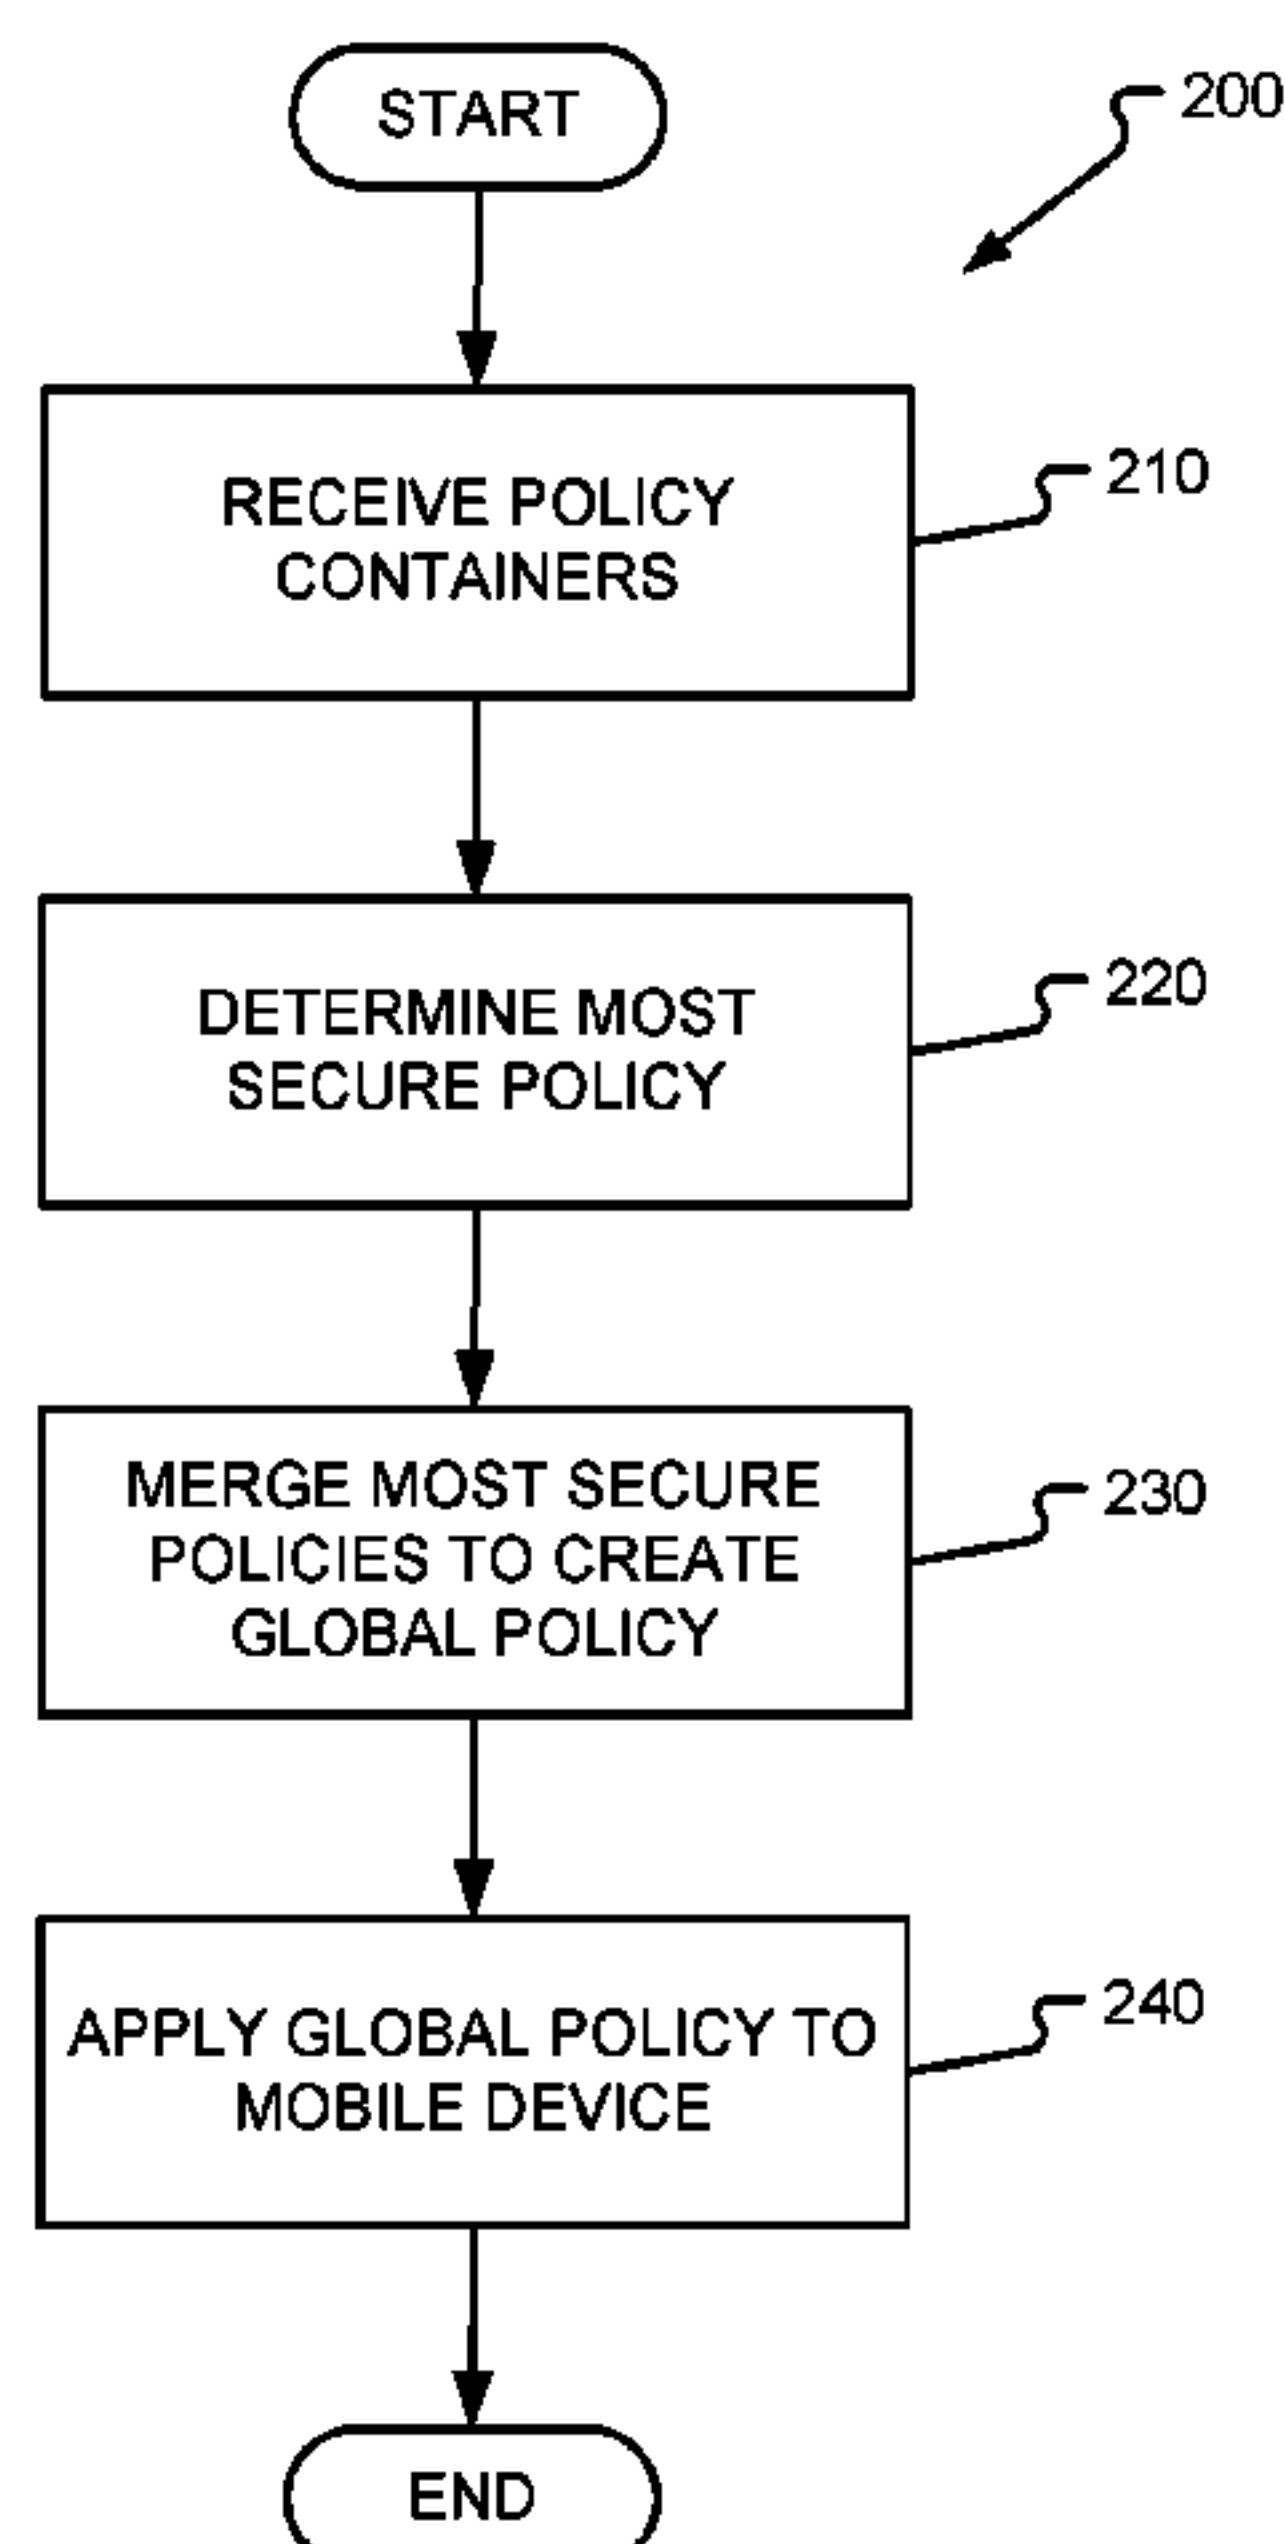 START
200
RECEIVE POLICY
CONTAINERS
210
DETERMINE MOST
SECURE POLICY
220
MERGE MOST SECURE
POLICIES TO CREATE
GLOBAL POLICY
230
APPLY GLOBAL POLICY TO
MOBILE DEVICE
240
END